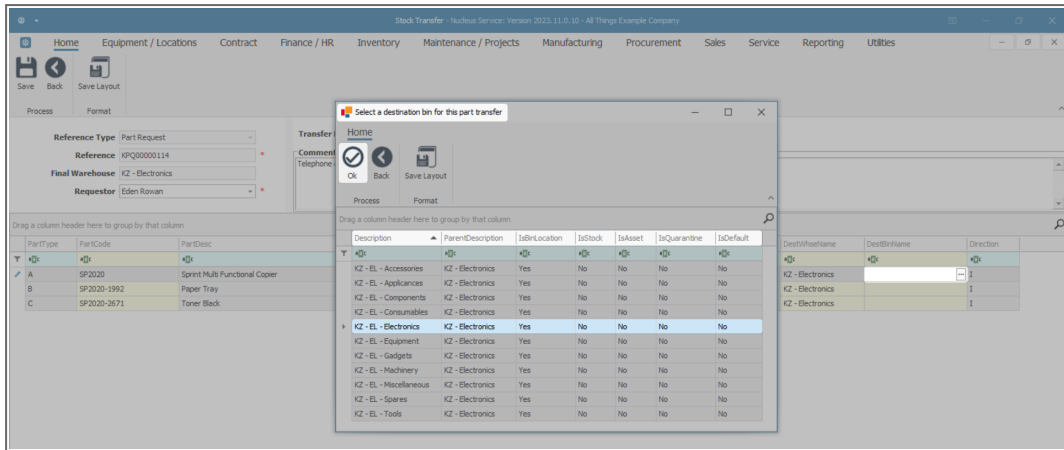 Stock Transfer - Nucleus Service: Version 2023.11.0.10 - All Things Example Company
Home Equipment / Locations Contract Finance / HR Inventory Maintenance / Projects Manufacturing Procurement Sales Service Reporting Utilities
Save Back Save Layout
Process Format
Reference Type Part Request
Reference KPQ00000114 *
Final Warehouse KZ - Electronics
Requestor Eden Rowan *
Transfer
Comment
Telephone
Drag a column header here to group by that column
PartType PartCode PartDesc
A SP2020 Sprint Multi Functional Copier
B SP2020-1992 Paper Tray
C SP2020-2671 Toner Black
Select a destination bin for this part transfer
Home
Ok Back Save Layout
Process Format
Drag a column header here to group by that column
Description ParentDescription IsBinLocation IsStock IsAsset IsQuarantine IsDefault
KZ - EL - Accessories KZ - Electronics Yes No No No No
KZ - EL - Applicances KZ - Electronics Yes No No No No
KZ - EL - Components KZ - Electronics Yes No No No No
KZ - EL - Consumables KZ - Electronics Yes No No No No
KZ - EL - Electronics KZ - Electronics Yes No No No No
KZ - EL - Equipment KZ - Electronics Yes No No No No
KZ - EL - Gadgets KZ - Electronics Yes No No No No
KZ - EL - Machinery KZ - Electronics Yes No No No No
KZ - EL - Miscellaneous KZ - Electronics Yes No No No No
KZ - EL - Spares KZ - Electronics Yes No No No No
KZ - EL - Tools KZ - Electronics Yes No No No No
DestWhseName DestBinName Direction
KZ - Electronics ... I
KZ - Electronics I
KZ - Electronics I